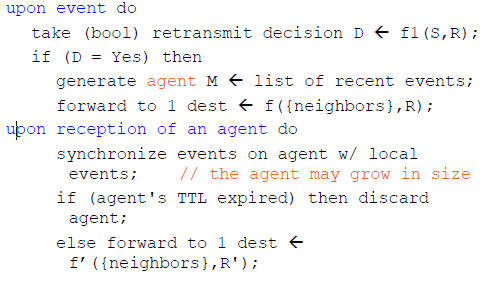 upon event do
take (bool) retransmit decision D ← f1(S,R);
if (D = Yes) then
generate agent M ← list of recent events;
forward to 1 dest ← f({neighbors},R);
upon reception of an agent do
synchronize events on agent w/ local
events;    // the agent may grow in size
if (agent's TTL expired) then discard
agent;
else forward to 1 dest ←
f’({neighbors},R');